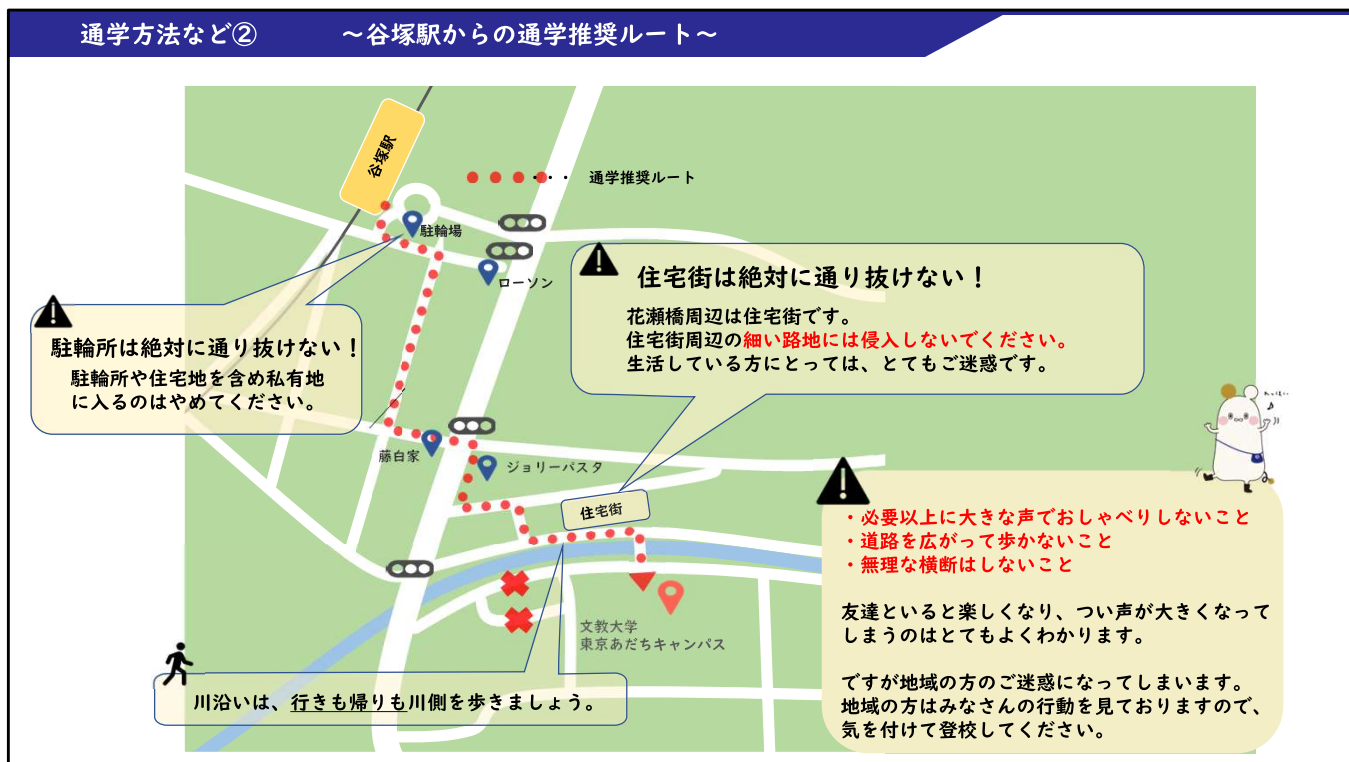 通学方法など②　～谷塚駅からの通学推奨ルート～
谷塚駅
・・・　通学推奨ルート
駐輪場
ローソン
住宅街は絶対に通り抜けない！
花瀬橋周辺は住宅街です。
住宅街周辺の細い路地には侵入しないでください。
生活している方にとっては、とてもご迷惑です。
駐輪所は絶対に通り抜けない！
駐輪所や住宅地を含め私有地
に入るのはやめてください。
藤白家
ジョリーパスタ
住宅街
文教大学
東京あだちキャンパス
川沿いは、行きも帰りも川側を歩きましょう。
・必要以上に大きな声でおしゃべりしないこと
・道路を広がって歩かないこと
・無理な横断はしないこと
友達といると楽しくなり、つい声が大きくなって
しまうのはとてもよくわかります。
ですが地域の方のご迷惑になってしまいます。
地域の方はみなさんの行動を見ておりますので、
気を付けて登校してください。